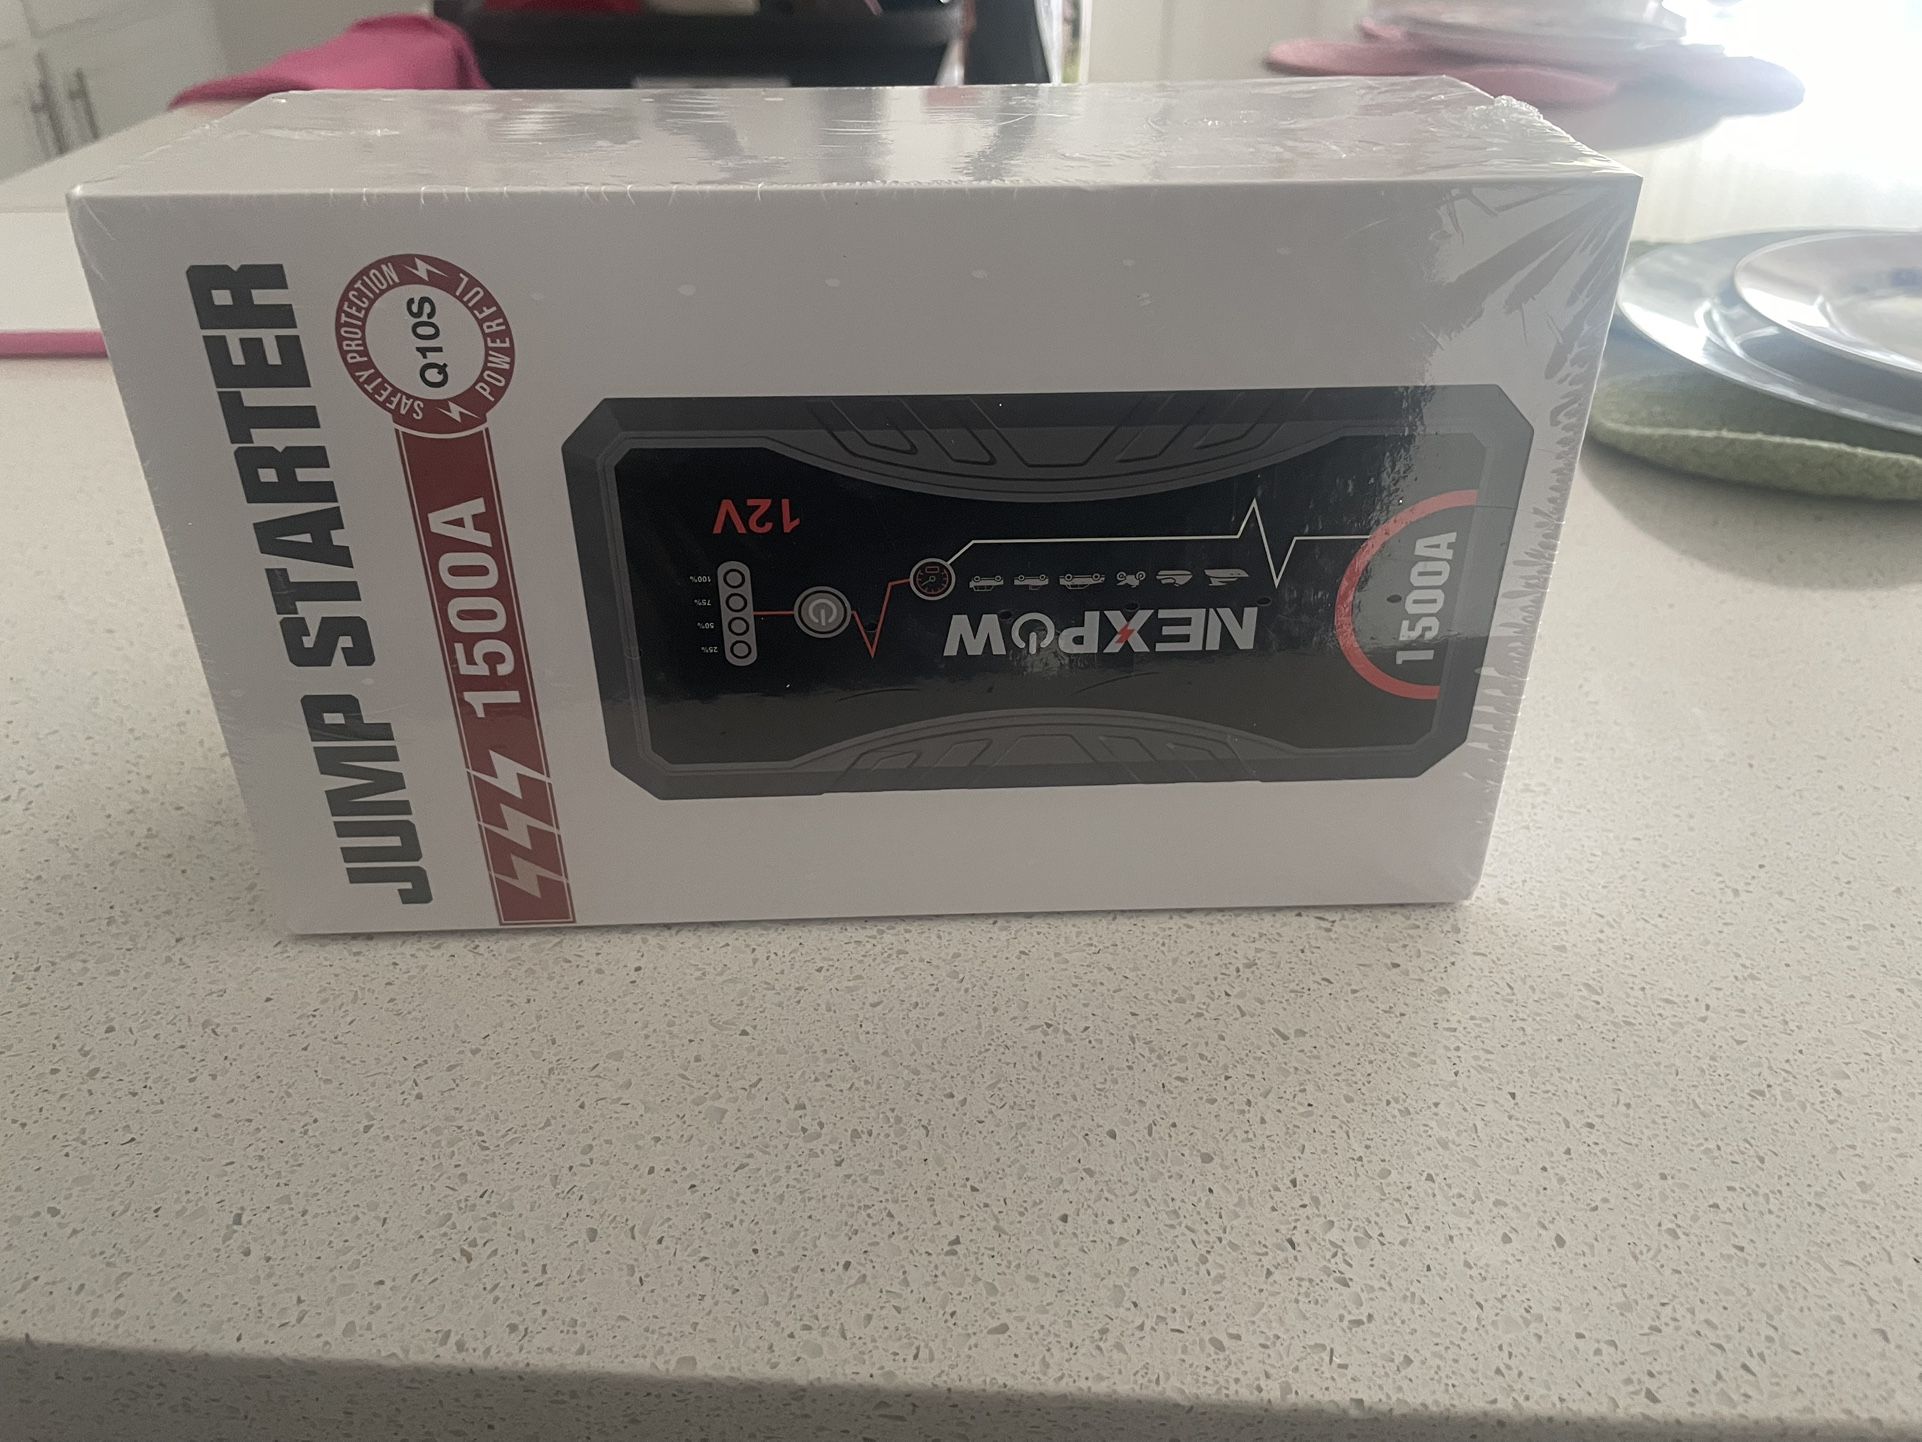 JUMP STARTER
SAFETY PROTECTION
POWERFUL
Q10S
1500A
12V
100%
75%
50%
25%
NEXPOW
1500A